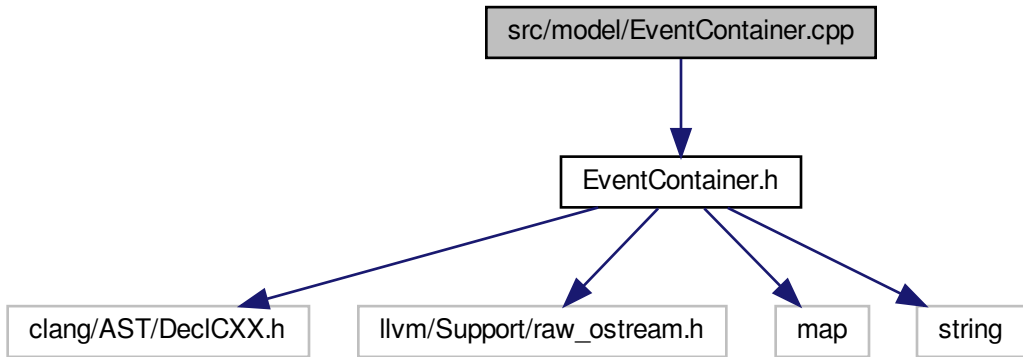 src/model/EventContainer.cpp
EventContainer.h
clang/AST/DeclCXX.h
llvm/Support/raw_ostream.h
map
string